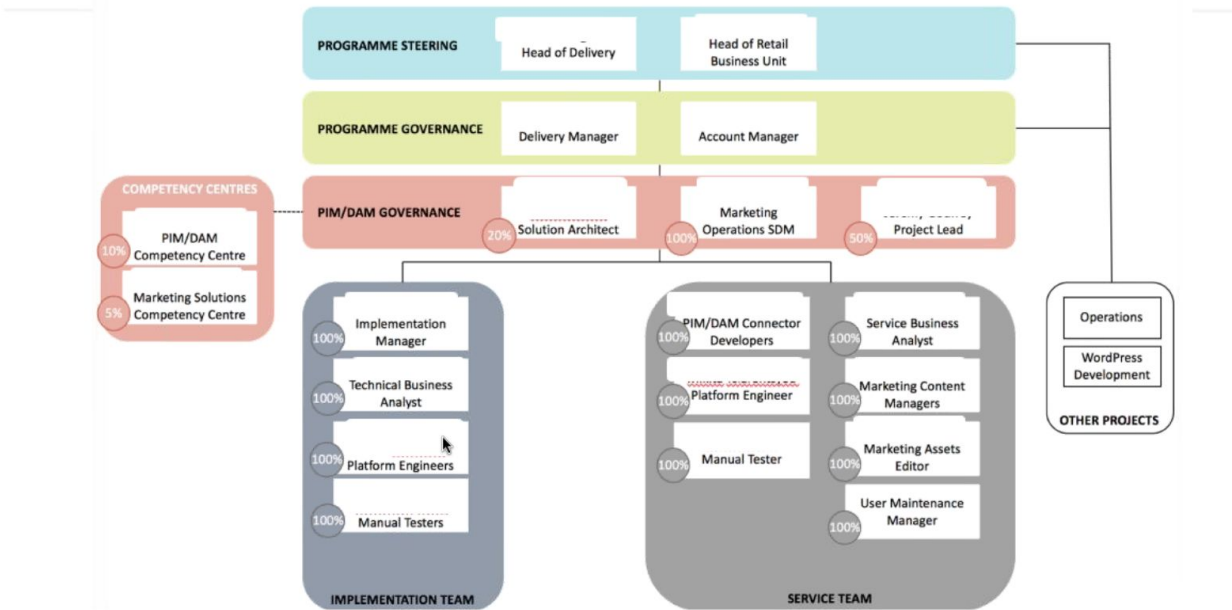 PROGRAMME STEERING
Head of Delivery
Head of Retail
Business Unit
PROGRAMME GOVERNANCE
Delivery Manager
Account Manager
COMPETENCY CENTRES
10%
PIM/DAM
Competency Centre
5%
Marketing Solutions
Competency Centre
PIM/DAM GOVERNANCE
20%
Solution Architect
100%
Marketing
Operations SDM
50%
Project Lead
100%
Implementation
Manager
100%
Technical Business
Analyst
100%
Platform Engineers
100%
Manual Testers
IMPLEMENTATION TEAM
100%
PIM/DAM Connector
Developers
100%
Platform Engineer
100%
Manual Tester
100%
Service Business
Analyst
100%
Marketing Content
Managers
100%
Marketing Assets
Editor
100%
User Maintenance
Manager
SERVICE TEAM
Operations
WordPress
Development
OTHER PROJECTS